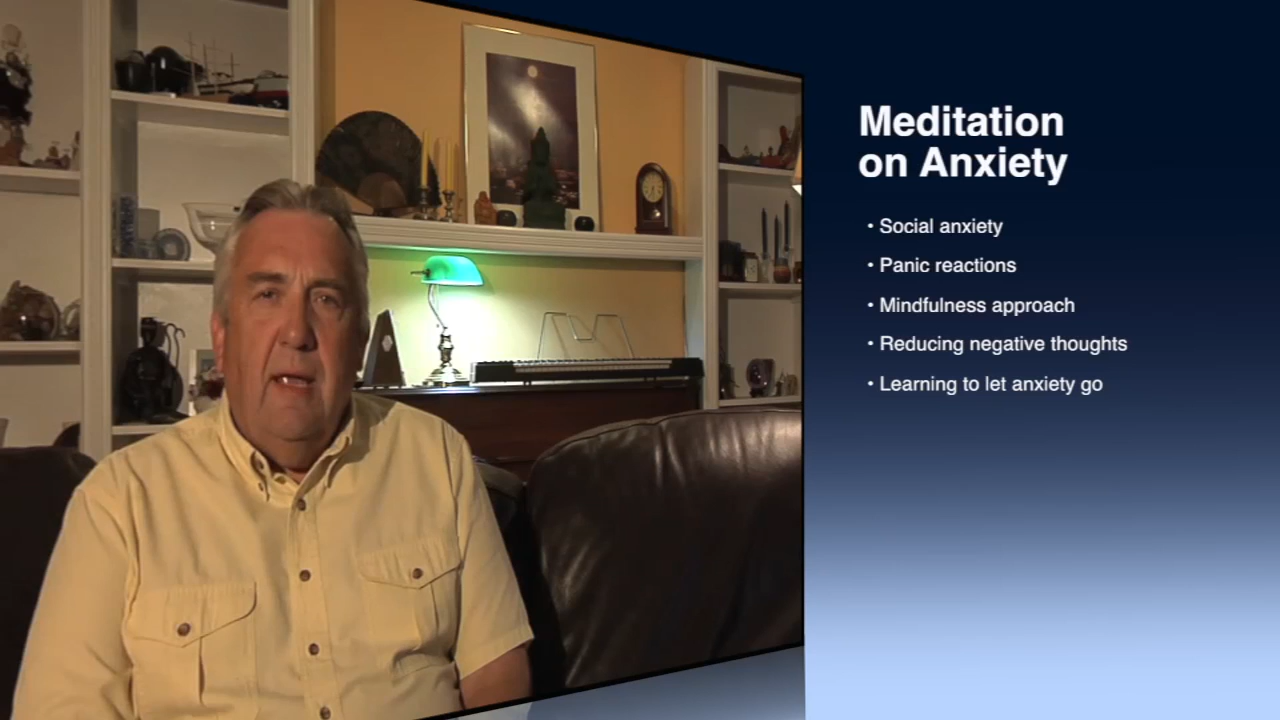 Meditation
on Anxiety
• Social anxiety
• Panic reactions
• Mindfulness approach
• Reducing negative thoughts
• Learning to let anxiety go